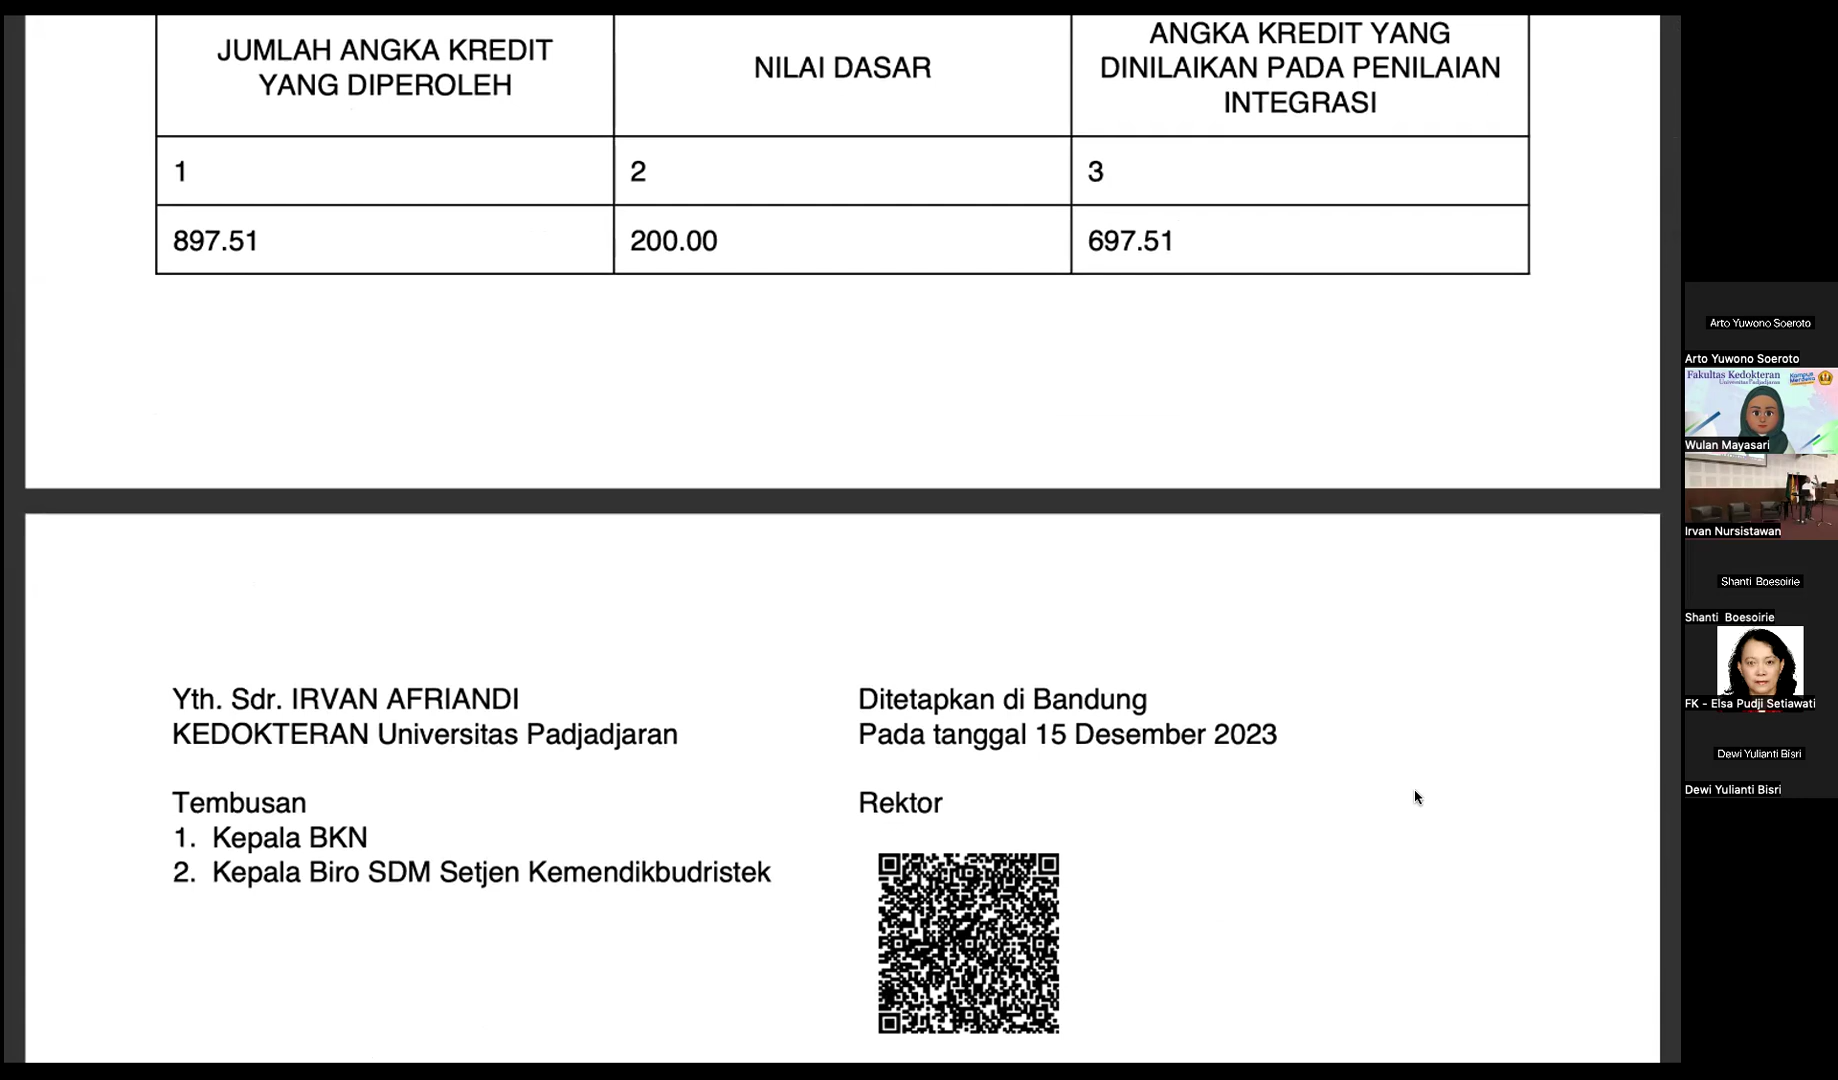 JUMLAH ANGKA KREDIT
YANG DIPEROLEH
NILAI DASAR
ANGKA KREDIT YANG
DINILAIKAN PADA PENILAIAN
INTEGRASI
1
2
3
897.51
200.00
697.51
Yth. Sdr. IRVAN AFRIANDI
KEDOKTERAN Universitas Padjadjaran
Tembusan
1. Kepala BKN
2. Kepala Biro SDM Setjen Kemendikbudristek
Ditetapkan di Bandung
Pada tanggal 15 Desember 2023
Rektor
Arto Yuwono Soeroto
Arto Yuwono Soeroto
Fakultas Kedokteran
Universitas Padjadjaran
Kampus
Merdeka
Wulan Mayasari
Irvan Nursistawan
Shanti Boesoirie
Shanti Boesoirie
FK - Elsa Pudji Setiawati
Dewi Yulianti Bisri
Dewi Yulianti Bisri